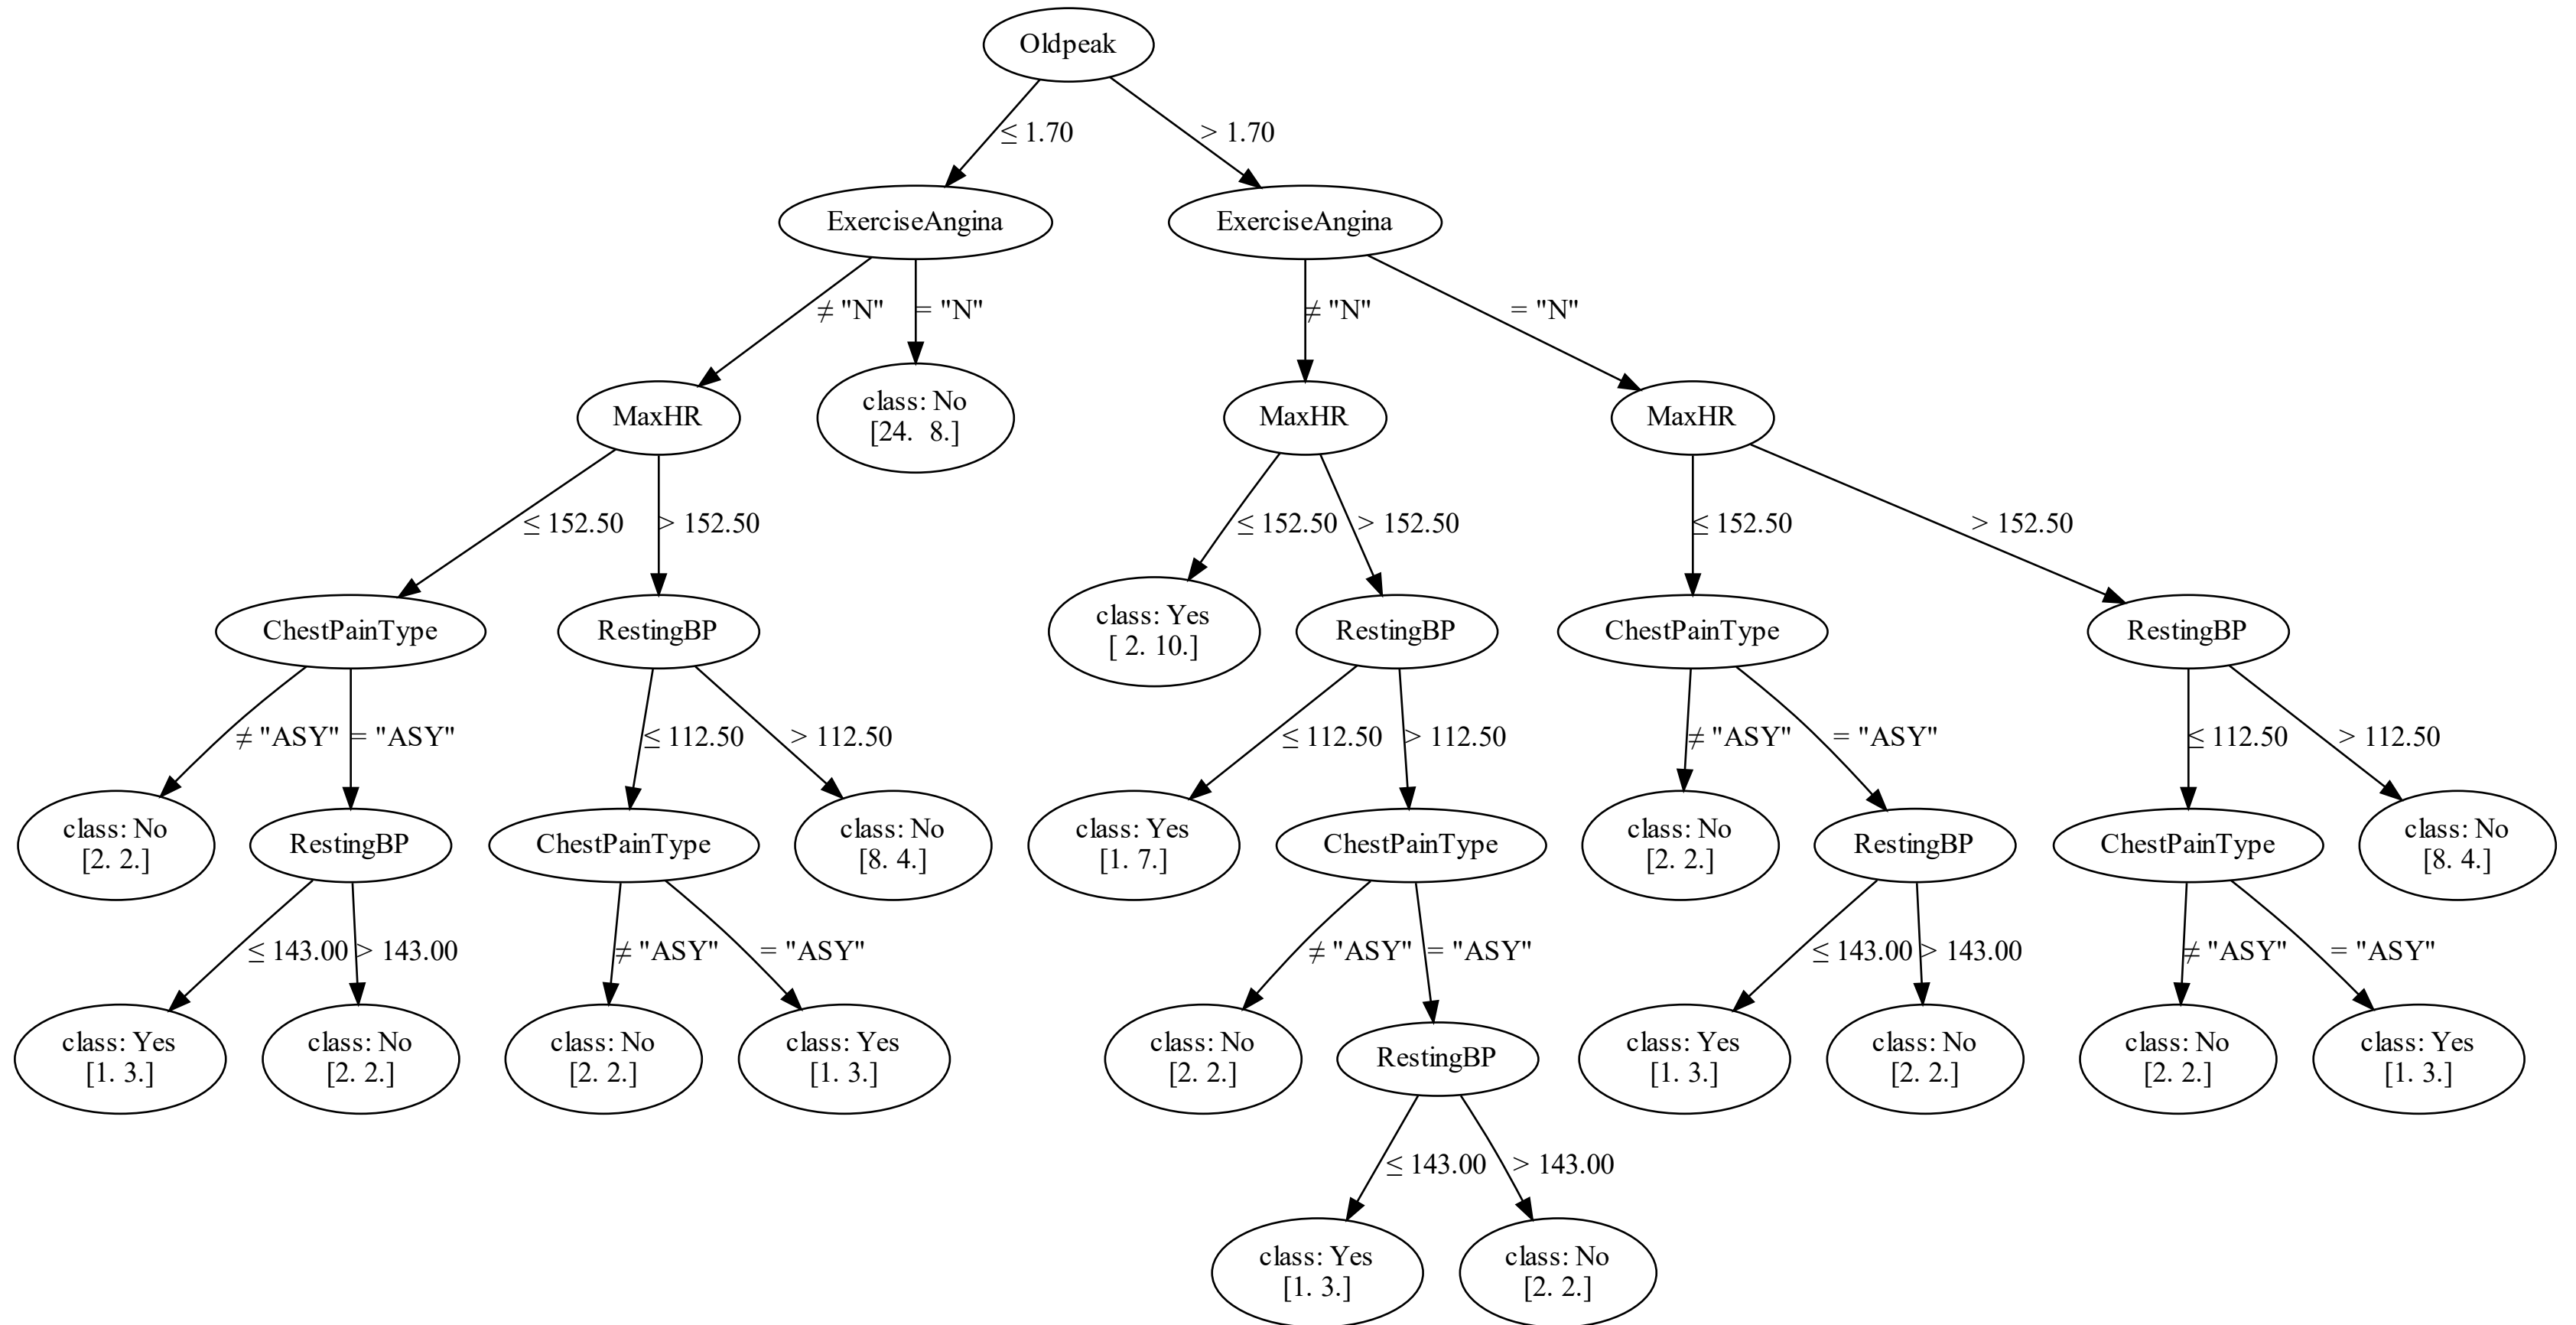 Oldpeak
≤ 1.70
> 1.70
ExerciseAngina
ExerciseAngina
≠ "N"
= "N"
≠ "N"
= "N"
MaxHR
class: No
[24.  8.]
MaxHR
MaxHR
≤ 152.50
> 152.50
≤ 152.50
> 152.50
≤ 152.50
> 152.50
ChestPainType
RestingBP
class: Yes
[ 2. 10.]
RestingBP
ChestPainType
RestingBP
≠ "ASY"
= "ASY"
≤ 112.50
> 112.50
≤ 112.50
> 112.50
≠ "ASY"
= "ASY"
≤ 112.50
> 112.50
class: No
[2. 2.]
RestingBP
ChestPainType
class: No
[8. 4.]
class: Yes
[1. 7.]
ChestPainType
class: No
[2. 2.]
RestingBP
ChestPainType
class: No
[8. 4.]
≤ 143.00
> 143.00
≠ "ASY"
= "ASY"
≠ "ASY"
= "ASY"
≤ 143.00
> 143.00
≠ "ASY"
= "ASY"
class: Yes
[1. 3.]
class: No
[2. 2.]
class: No
[2. 2.]
class: Yes
[1. 3.]
class: No
[2. 2.]
RestingBP
class: Yes
[1. 3.]
class: No
[2. 2.]
class: No
[2. 2.]
class: Yes
[1. 3.]
≤ 143.00
> 143.00
class: Yes
[1. 3.]
class: No
[2. 2.]